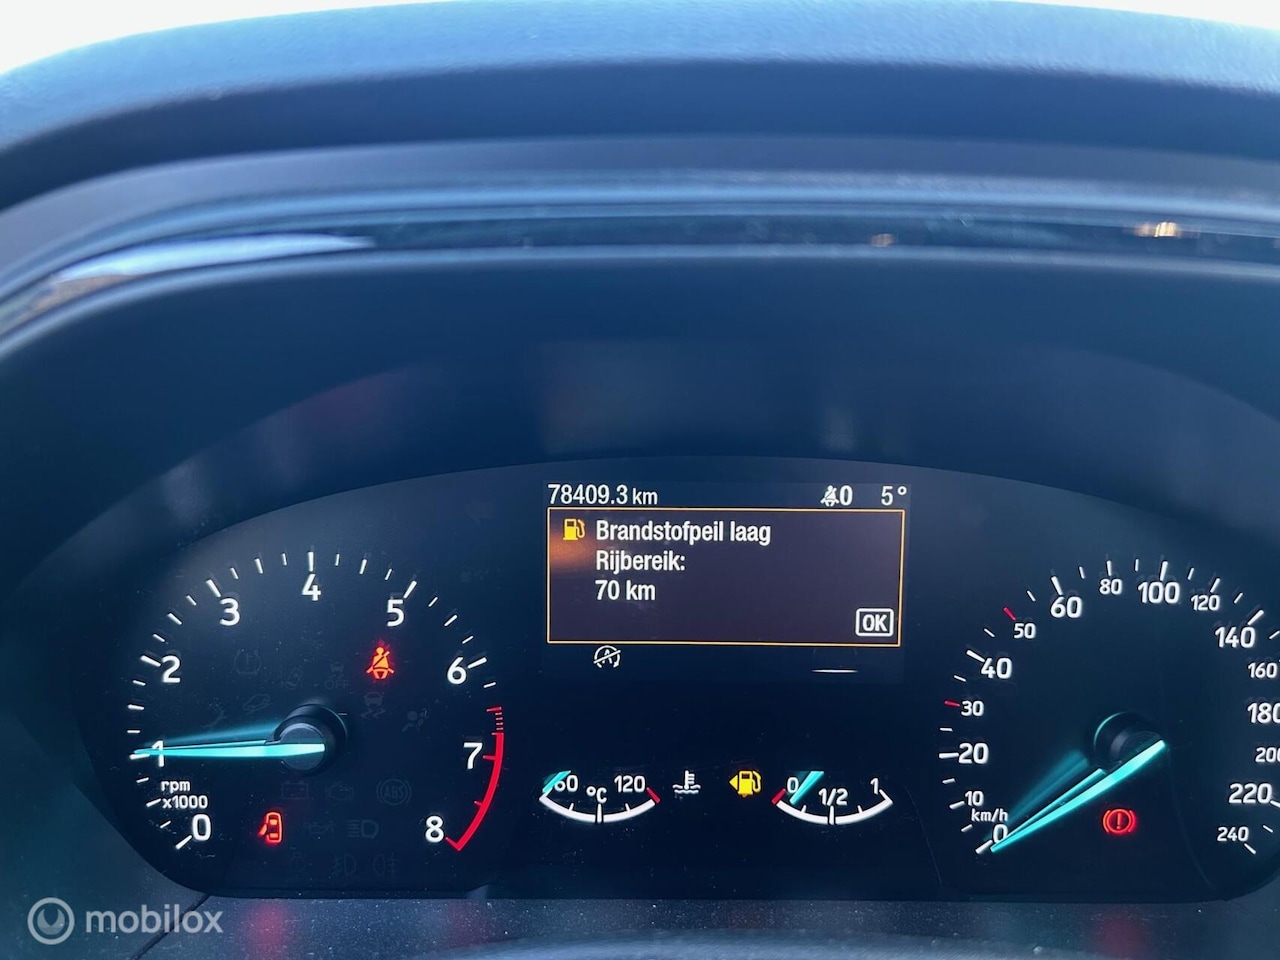 78409.3 km 0 5°
Brandstofpeil laag
Rijbereik:
70 km
OK
0 1 2 3 4 5 6 7 8
rpm
x1000
60 °C 120
0 1/2 1
0 10 20 30 40 50 60 80 100 120 140 160 180 200 220 240
km/h
ABS
mobilox